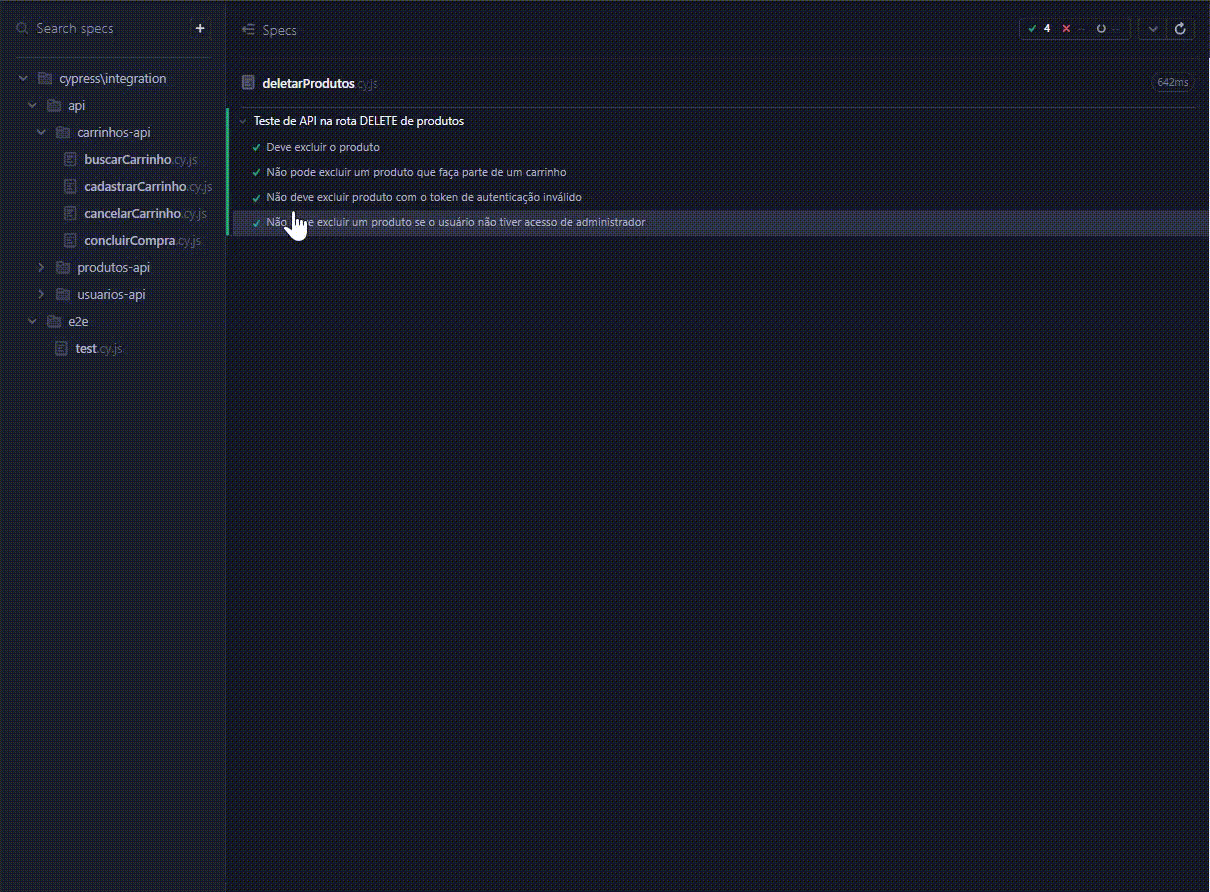 Search specs
+
cypress\integration
api
carrinhos-api
buscarCarrinho.cy.js
cadastrarCarrinho.cy.js
cancelarCarrinho.cy.js
concluirCompra.cy.js
produtos-api
usuarios-api
e2e
test.cy.js
Specs
4 -- --
deletarProdutos.cy.js
642ms
Teste de API na rota DELETE de produtos
Deve excluir o produto
Não pode excluir um produto que faça parte de um carrinho
Não deve excluir produto com o token de autenticação inválido
Não excluir um produto se o usuário não tiver acesso de administrador